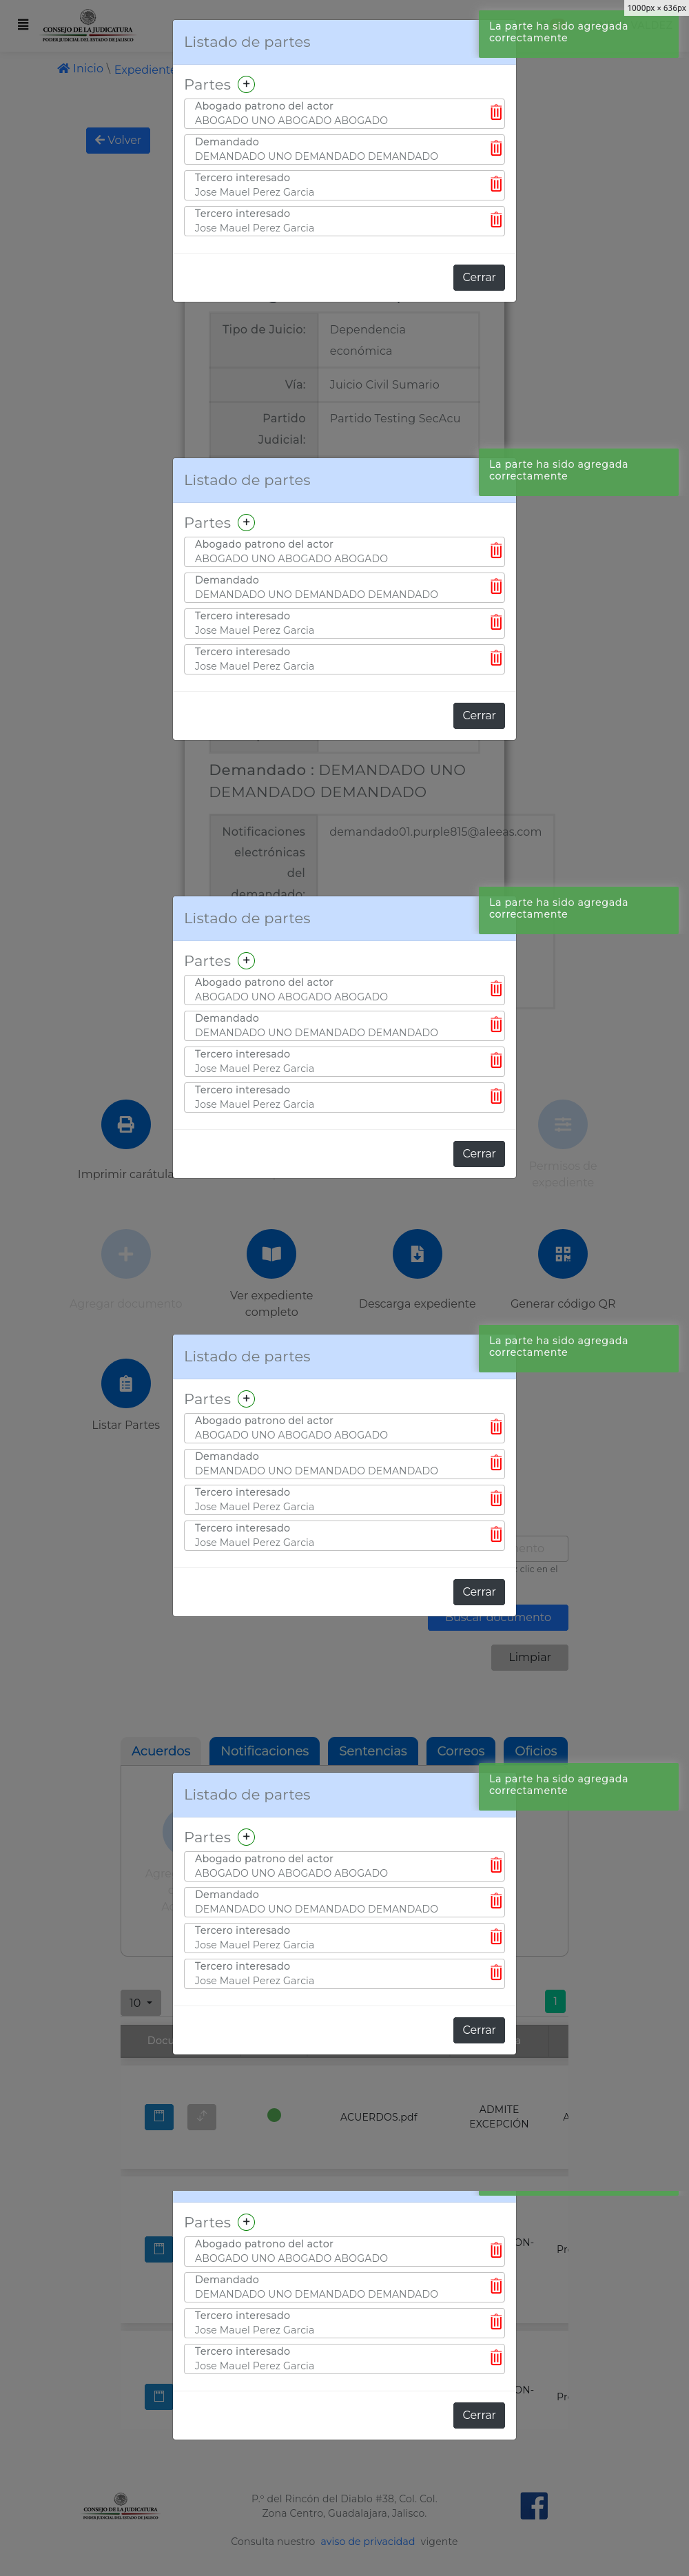 1000px × 636px
CONSEJO DE LA JUDICATURA
PODER JUDICIAL DEL ESTADO DE JALISCO
La parte ha sido agregada
correctamente
Inicio \ Expediente
Volver
Listado de partes
Partes +
Abogado patrono del actor
ABOGADO UNO ABOGADO ABOGADO
Demandado
DEMANDADO UNO DEMANDADO DEMANDADO
Tercero interesado
Jose Mauel Perez Garcia
Tercero interesado
Jose Mauel Perez Garcia
Cerrar
Tipo de Juicio: Dependencia
económica
Vía: Juicio Civil Sumario
Partido Partido Testing SecAcu
Judicial:
La parte ha sido agregada
correctamente
Listado de partes
Partes +
Abogado patrono del actor
ABOGADO UNO ABOGADO ABOGADO
Demandado
DEMANDADO UNO DEMANDADO DEMANDADO
Tercero interesado
Jose Mauel Perez Garcia
Tercero interesado
Jose Mauel Perez Garcia
Cerrar
Demandado : DEMANDADO UNO
DEMANDADO DEMANDADO
Notificaciones demandado01.purple815@aleeas.com
electrónicas
del
demandado:
La parte ha sido agregada
correctamente
Listado de partes
Partes +
Abogado patrono del actor
ABOGADO UNO ABOGADO ABOGADO
Demandado
DEMANDADO UNO DEMANDADO DEMANDADO
Tercero interesado
Jose Mauel Perez Garcia
Tercero interesado
Jose Mauel Perez Garcia
Cerrar
Imprimir carátula
Permisos de
expediente
Agregar documento
Ver expediente
completo
Descarga expediente
Generar código QR
La parte ha sido agregada
correctamente
Listado de partes
Listar Partes
Partes +
Abogado patrono del actor
ABOGADO UNO ABOGADO ABOGADO
Demandado
DEMANDADO UNO DEMANDADO DEMANDADO
Tercero interesado
Jose Mauel Perez Garcia
Tercero interesado
Jose Mauel Perez Garcia
clic en el
Cerrar
Buscar documento
Limpiar
Acuerdos Notificaciones Sentencias Correos Oficios
La parte ha sido agregada
correctamente
Listado de partes
Partes +
Abogado patrono del actor
ABOGADO UNO ABOGADO ABOGADO
Demandado
DEMANDADO UNO DEMANDADO DEMANDADO
Tercero interesado
Jose Mauel Perez Garcia
Tercero interesado
Jose Mauel Perez Garcia
10
1
Cerrar
ACUERDOS.pdf
ADMITE
EXCEPCIÓN
Partes +
Abogado patrono del actor
ABOGADO UNO ABOGADO ABOGADO
Demandado
DEMANDADO UNO DEMANDADO DEMANDADO
Tercero interesado
Jose Mauel Perez Garcia
Tercero interesado
Jose Mauel Perez Garcia
Cerrar
CONSEJO DE LA JUDICATURA
PODER JUDICIAL DEL ESTADO DE JALISCO
P.º del Rincón del Diablo #38, Col. Col.
Zona Centro, Guadalajara, Jalisco.
Consulta nuestro aviso de privacidad vigente